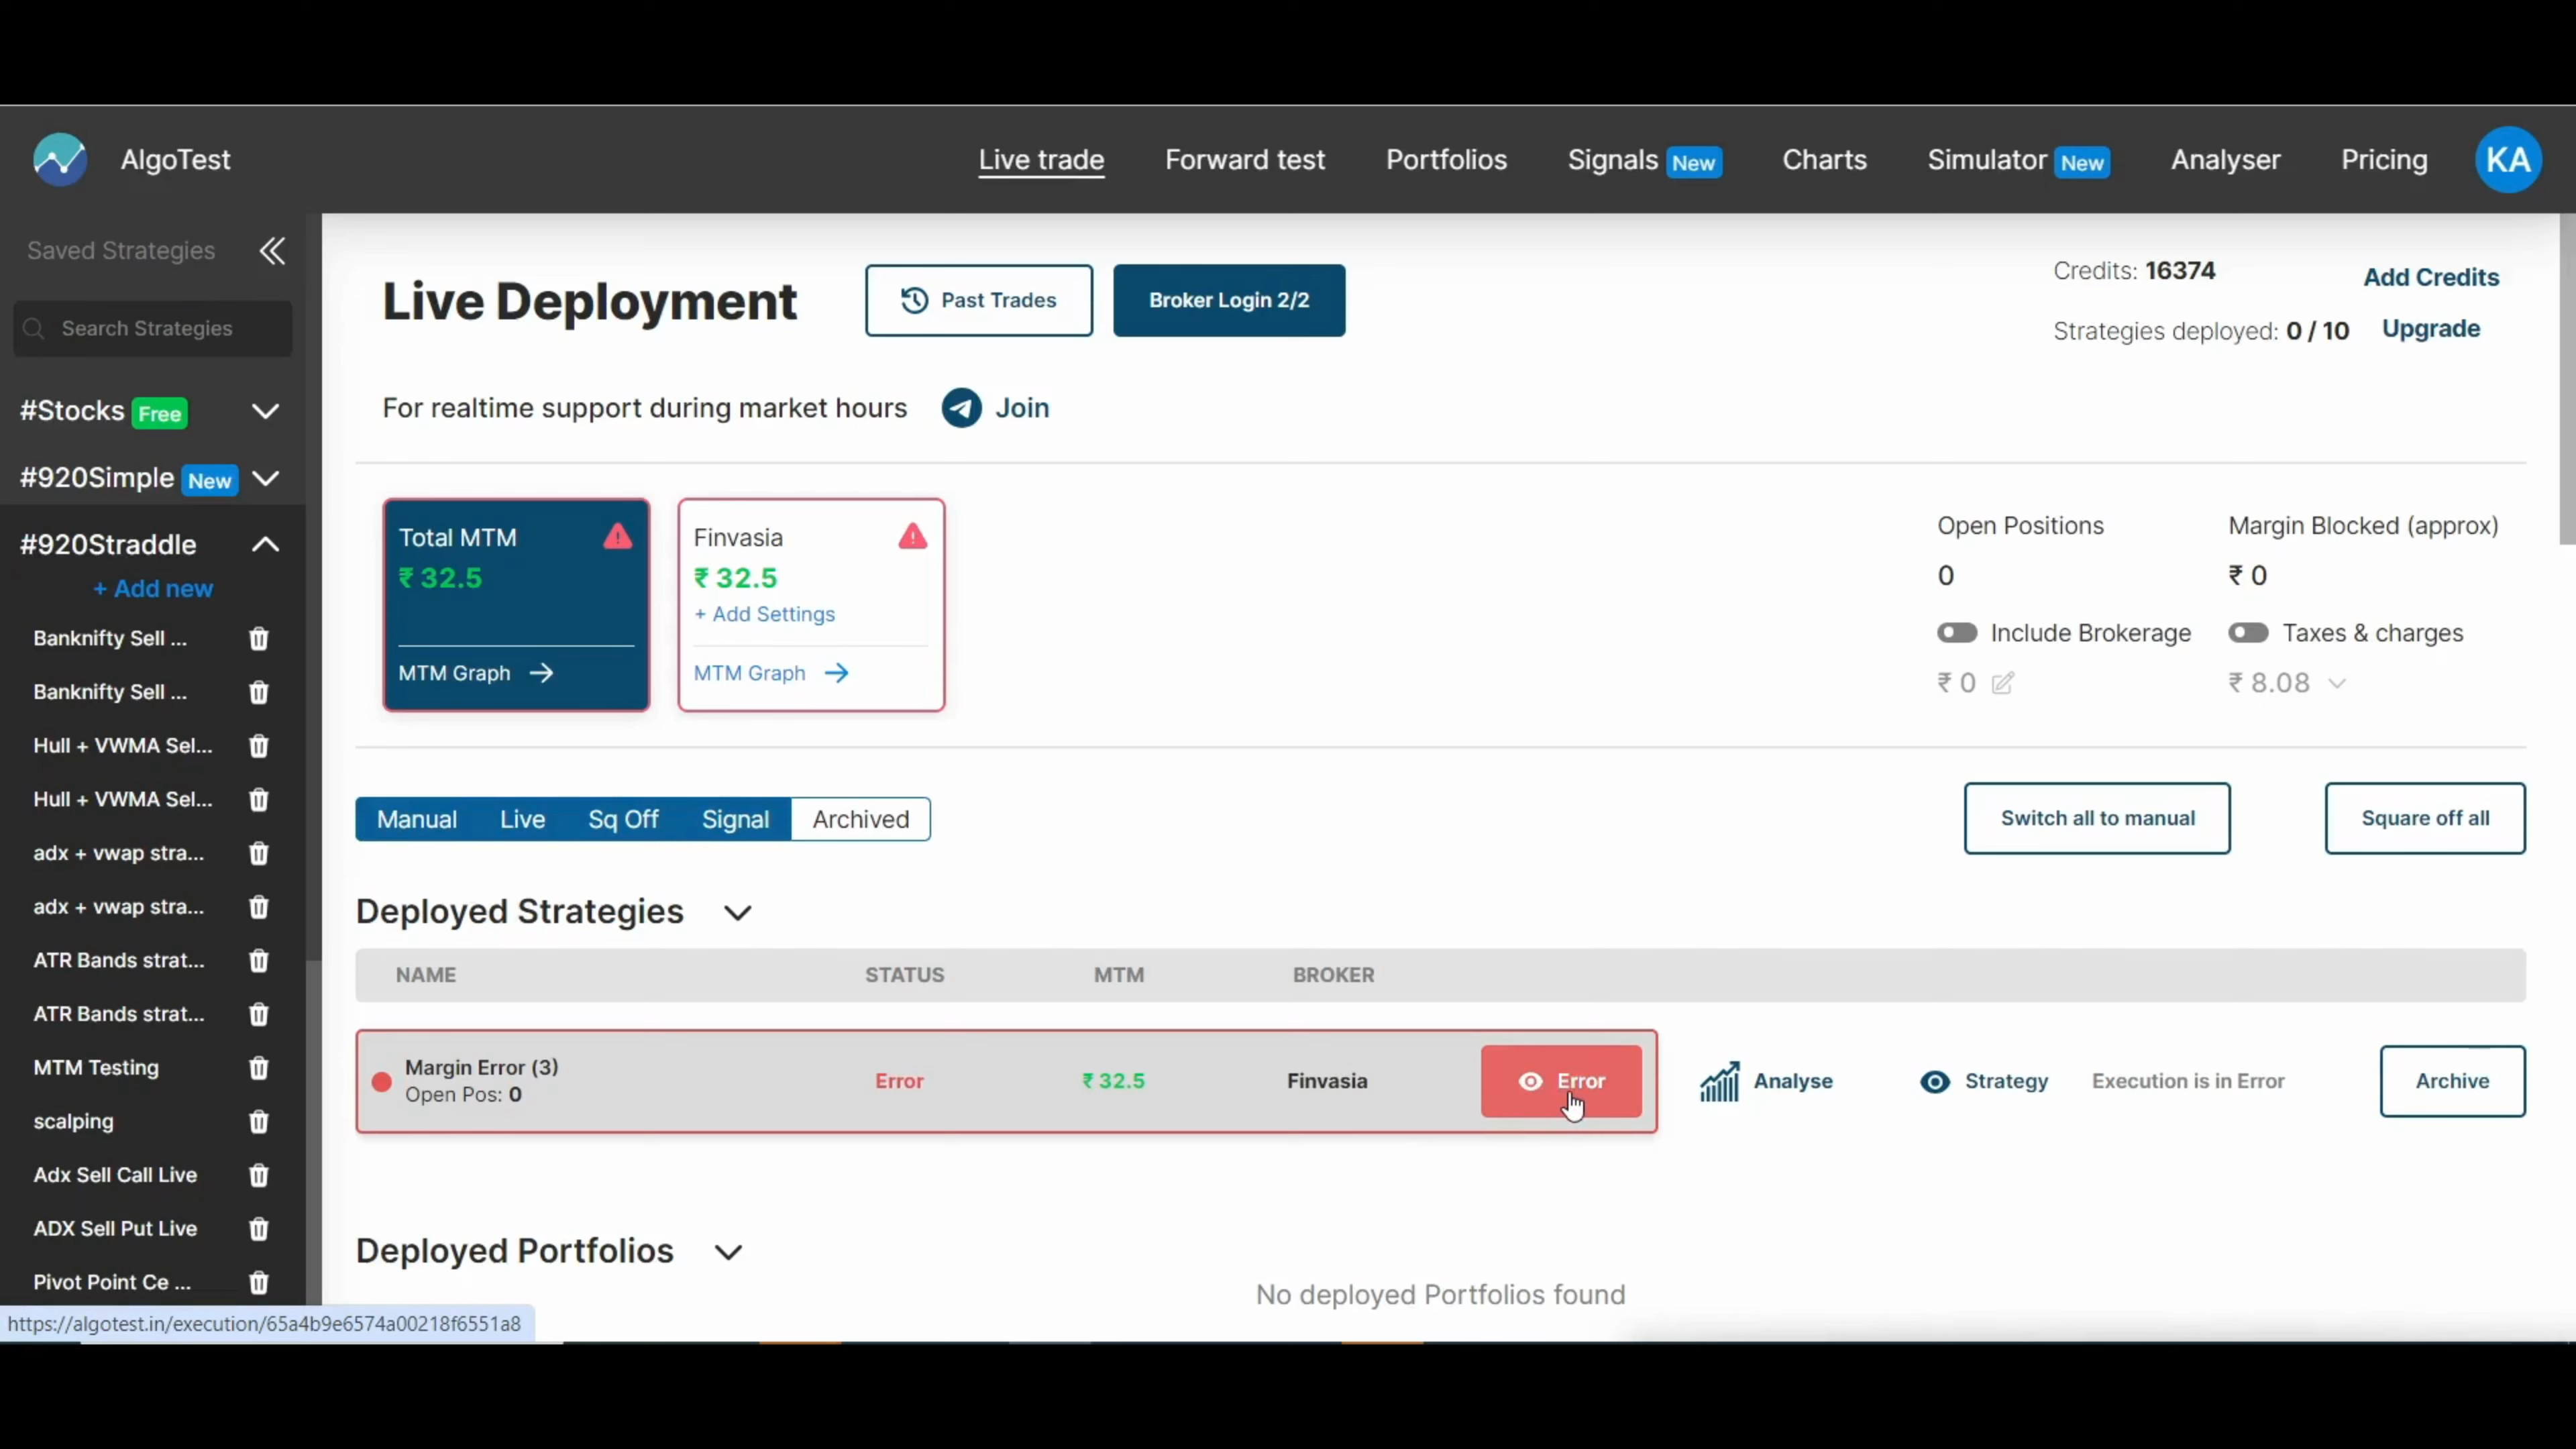 AlgoTest
Live trade
Forward test
Portfolios
Signals New
Charts
Simulator New
Analyser
Pricing
KA
Saved Strategies
Search Strategies
#Stocks Free
#920Simple New
#920Straddle
+ Add new
Banknifty Sell ...
Banknifty Sell ...
Hull + VWMA Sel...
Hull + VWMA Sel...
adx + vwap stra...
adx + vwap stra...
ATR Bands strat...
ATR Bands strat...
MTM Testing
scalping
Adx Sell Call Live
ADX Sell Put Live
Pivot Point Ce ...
https://algotest.in/execution/65a4b9e6574a00218f6551a8
Live Deployment
Past Trades
Broker Login 2/2
Credits: 16374
Add Credits
Strategies deployed: 0 / 10
Upgrade
For realtime support during market hours
Join
Total MTM
₹ 32.5
MTM Graph
Finvasia
₹ 32.5
+ Add Settings
MTM Graph
Open Positions
0
Margin Blocked (approx)
₹ 0
Include Brokerage
₹ 0
Taxes & charges
₹ 8.08
Manual
Live
Sq Off
Signal
Archived
Switch all to manual
Square off all
Deployed Strategies
NAME
STATUS
MTM
BROKER
Margin Error (3)
Open Pos: 0
Error
₹ 32.5
Finvasia
Error
Analyse
Strategy
Execution is in Error
Archive
Deployed Portfolios
No deployed Portfolios found